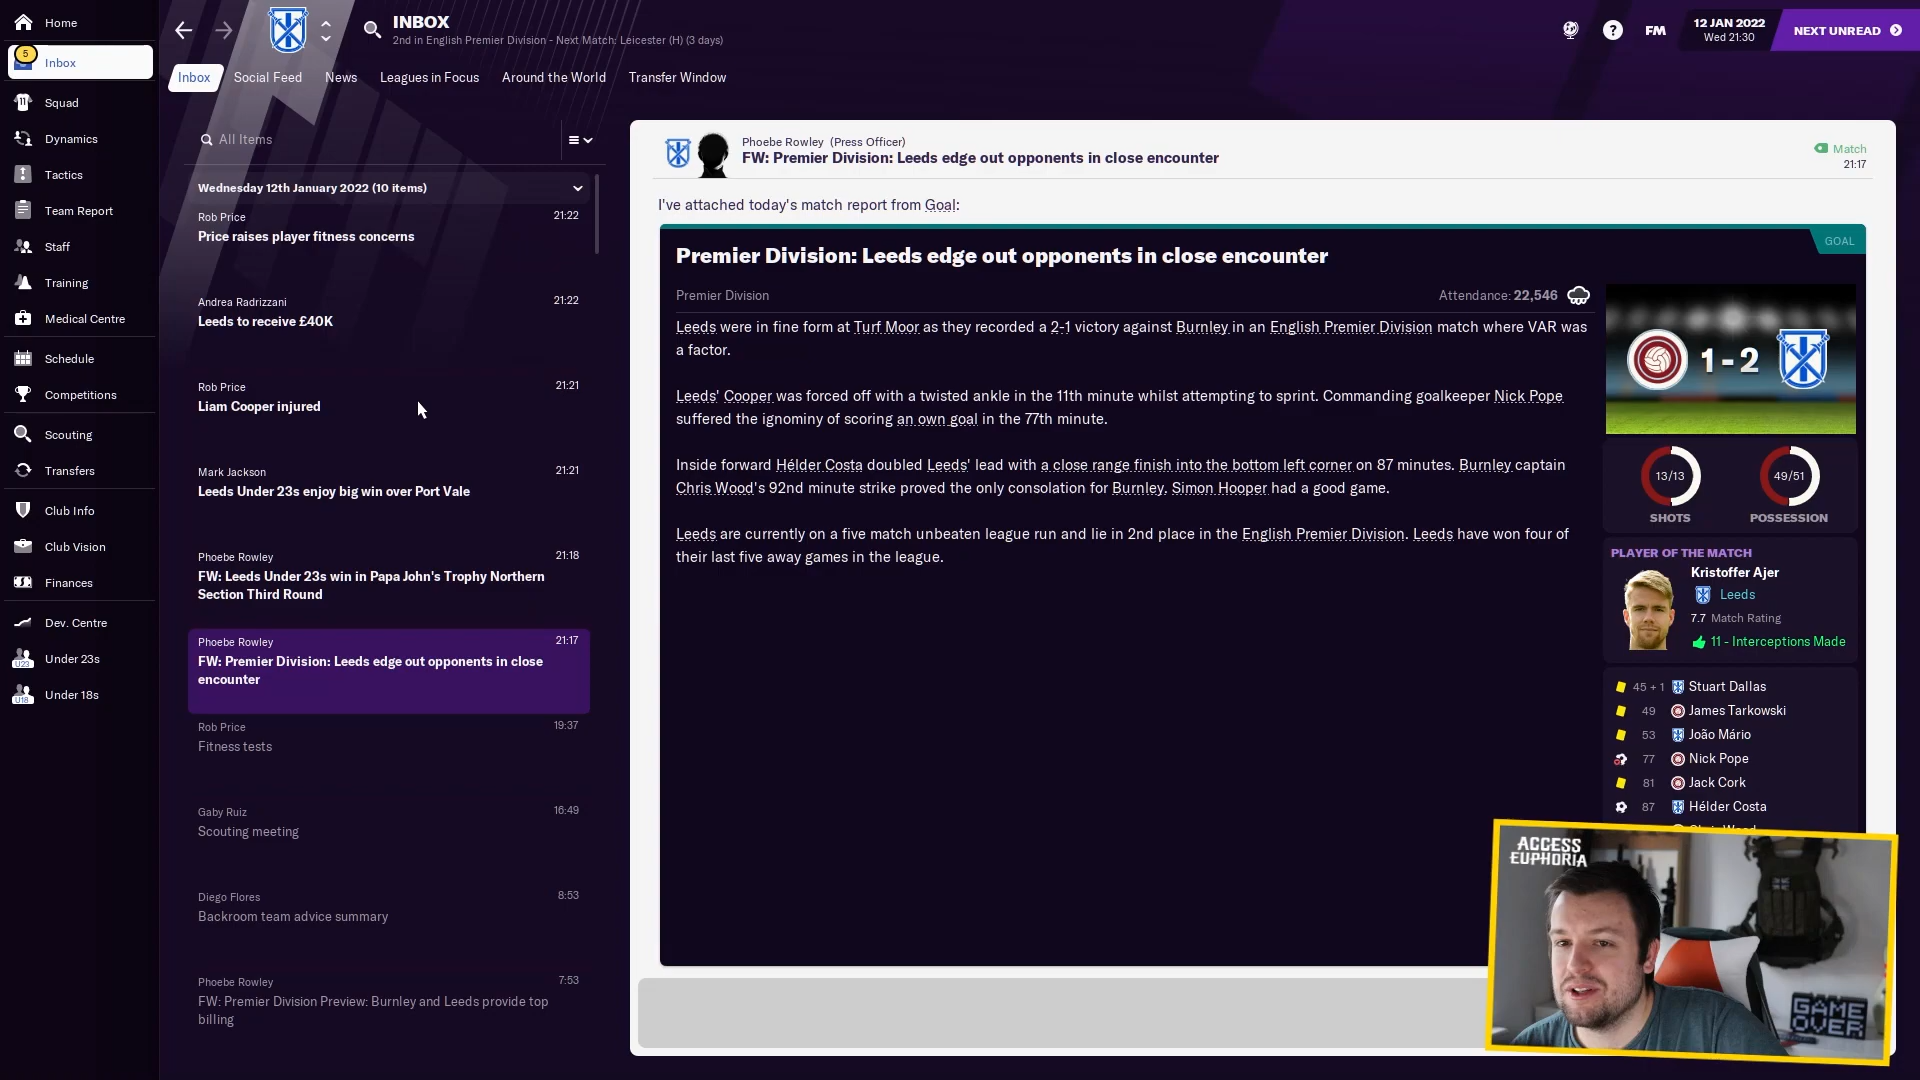 Home
5
Inbox
Squad
Dynamics
Tactics
Team Report
Staff
Training
Medical Centre
Schedule
Competitions
Scouting
Transfers
Club Info
Club Vision
Finances
Dev. Centre
U23
Under 23s
U18
Under 18s
INBOX
2nd in English Premier Division - Next Match: Leicester (H) (3 days)
FM
12 JAN 2022
Wed 21:30
NEXT UNREAD
Inbox
Social Feed
News
Leagues in Focus
Around the World
Transfer Window
All Items
Wednesday 12th January 2022 (10 items)
Rob Price 21:22
Price raises player fitness concerns
Andrea Radrizzani 21:22
Leeds to receive £40K
Rob Price 21:21
Liam Cooper injured
Mark Jackson 21:21
Leeds Under 23s enjoy big win over Port Vale
Phoebe Rowley 21:18
FW: Leeds Under 23s win in Papa John's Trophy Northern
Section Third Round
Phoebe Rowley 21:17
FW: Premier Division: Leeds edge out opponents in close
encounter
Rob Price 19:37
Fitness tests
Gaby Ruiz 16:49
Scouting meeting
Diego Flores 8:53
Backroom team advice summary
Phoebe Rowley 7:53
FW: Premier Division Preview: Burnley and Leeds provide top
billing
Phoebe Rowley (Press Officer)
FW: Premier Division: Leeds edge out opponents in close encounter
Match
21:17
I've attached today's match report from Goal:
GOAL
Premier Division: Leeds edge out opponents in close encounter
Premier Division
Attendance: 22,546
Leeds were in fine form at Turf Moor as they recorded a 2-1 victory against Burnley in an English Premier Division match where VAR was
a factor.
Leeds' Cooper was forced off with a twisted ankle in the 11th minute whilst attempting to sprint. Commanding goalkeeper Nick Pope
suffered the ignominy of scoring an own goal in the 77th minute.
Inside forward Hélder Costa doubled Leeds' lead with a close range finish into the bottom left corner on 87 minutes. Burnley captain
Chris Wood's 92nd minute strike proved the only consolation for Burnley. Simon Hooper had a good game.
Leeds are currently on a five match unbeaten league run and lie in 2nd place in the English Premier Division. Leeds have won four of
their last five away games in the league.
1 - 2
13/13
SHOTS
49/51
POSSESSION
PLAYER OF THE MATCH
Kristoffer Ajer
Leeds
7.7 Match Rating
11 - Interceptions Made
45 + 1 Stuart Dallas
49 James Tarkowski
53 João Mário
77 Nick Pope
81 Jack Cork
87 Hélder Costa
ACCESS
EUPHORIA
GAME
OVER